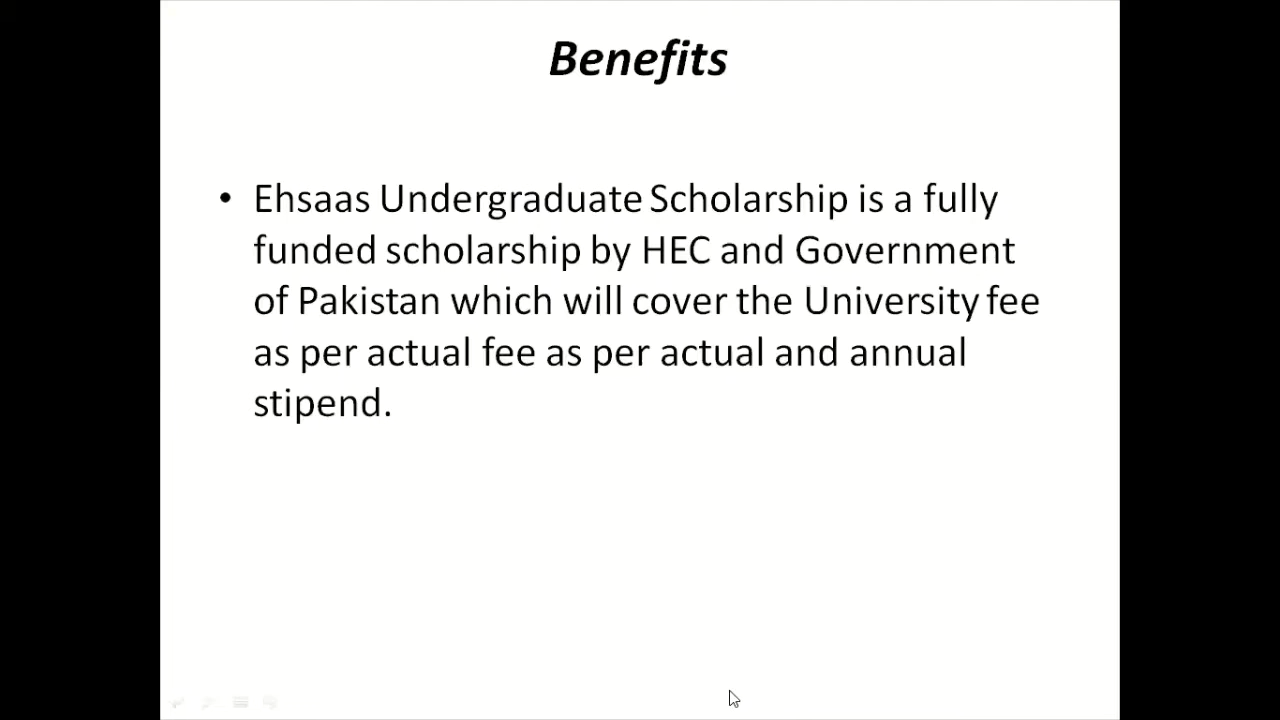 Benefits
• Ehsaas Undergraduate Scholarship is a fully
funded scholarship by HEC and Government
of Pakistan which will cover the University fee
as per actual fee as per actual and annual
stipend.